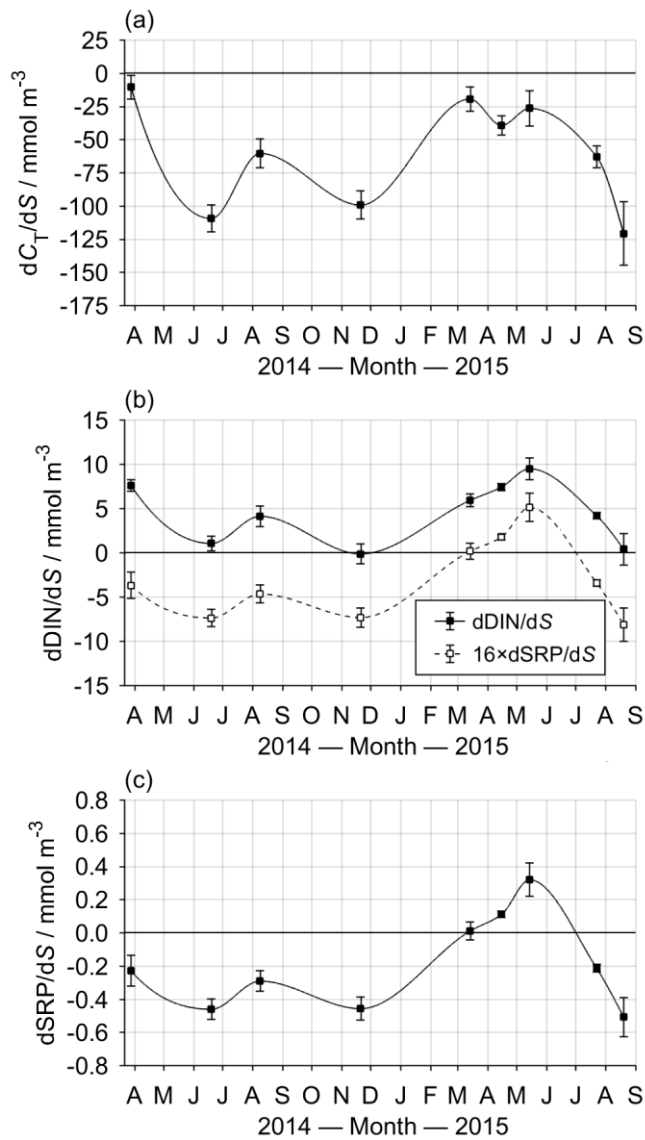 (a)
25
0
-25
-50
-75
-100
-125
-150
-175
dC_T/dS / mmol m⁻³
A M J J A S O N D J F M A M J J A S
2014 — Month — 2015
(b)
15
10
5
0
-5
-10
-15
dDIN/dS / mmol m⁻³
dDIN/dS
16×dSRP/dS
A M J J A S O N D J F M A M J J A S
2014 — Month — 2015
(c)
0.8
0.6
0.4
0.2
0.0
-0.2
-0.4
-0.6
-0.8
dSRP/dS / mmol m⁻³
A M J J A S O N D J F M A M J J A S
2014 — Month — 2015